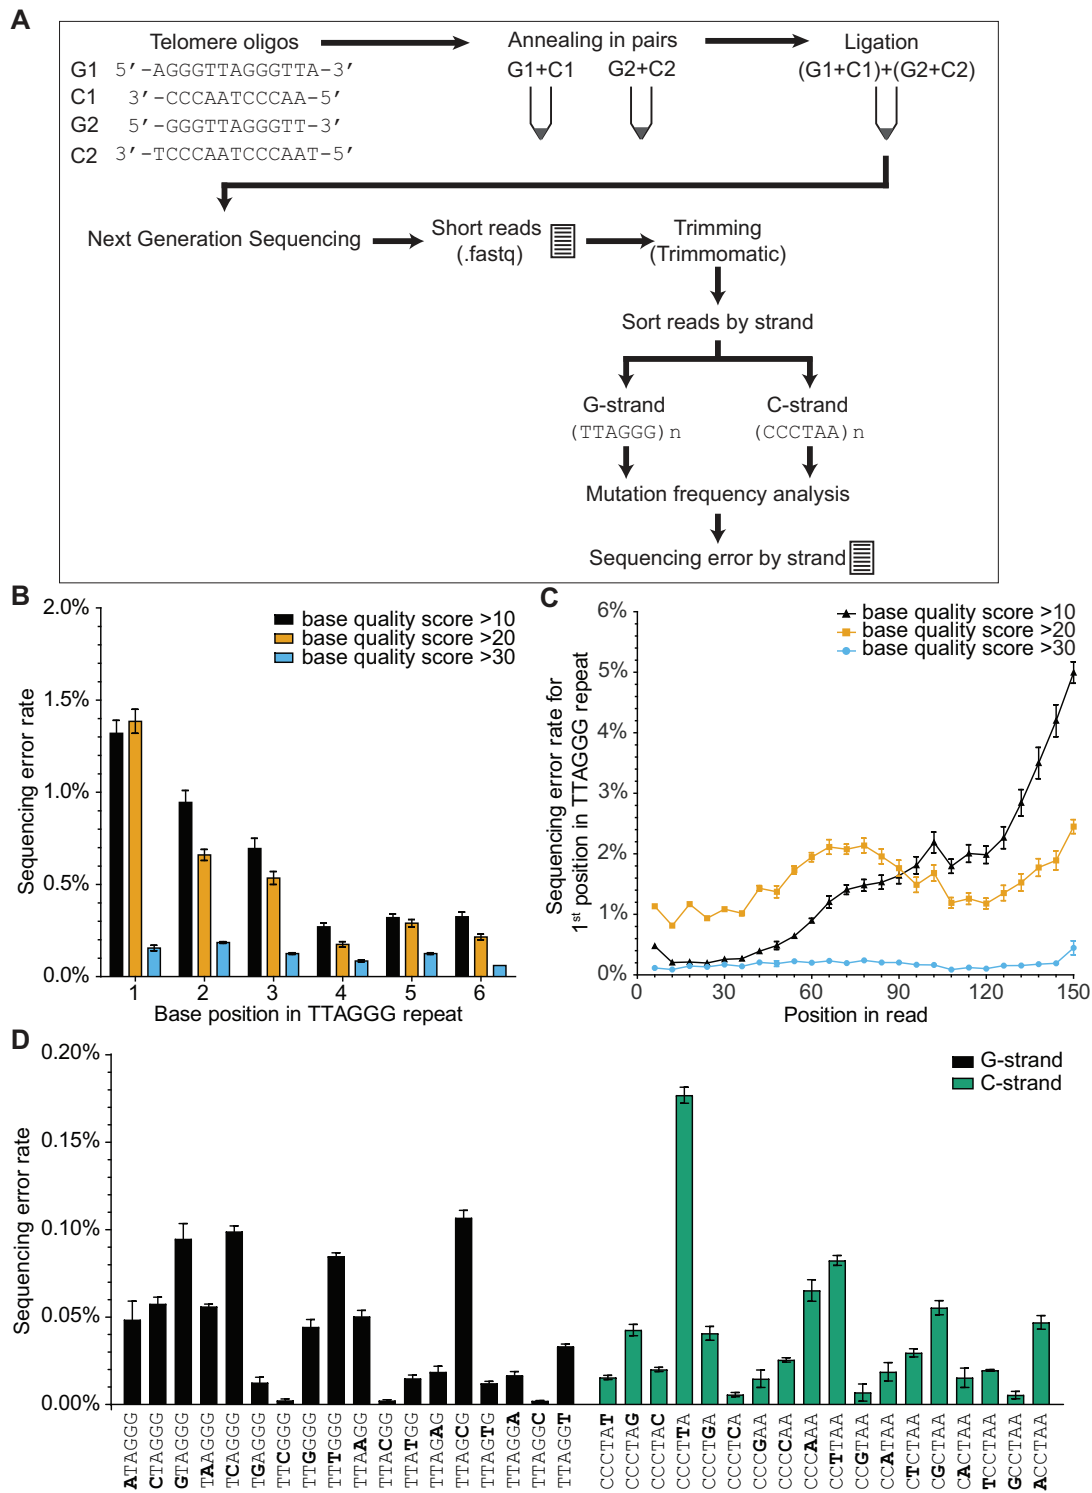 A
Telomere oligos
Annealing in pairs
Ligation
G1 5′-AGGGTTAGGGTTA-3′
G1+C1 G2+C2
(G1+C1)+(G2+C2)
C1 3′-CCCAATCCCAA-5′
G2 5′-GGGTTAGGGTT-3′
C2 3′-TCCCAATCCCAAT-5′
Next Generation Sequencing
Short reads
(.fastq)
Trimming
(Trimmomatic)
Sort reads by strand
G-strand
(TTAGGG)n
C-strand
(CCCTAA)n
Mutation frequency analysis
Sequencing error by strand
B
2.0%
1.5%
1.0%
0.5%
0.0%
Sequencing error rate
base quality score >10
base quality score >20
base quality score >30
1 2 3 4 5 6
Base position in TTAGGG repeat
C
6%
5%
4%
3%
2%
1%
0%
Sequencing error rate for
1st position in TTAGGG repeat
base quality score >10
base quality score >20
base quality score >30
0 30 60 90 120 150
Position in read
D
0.20%
0.15%
0.10%
0.05%
0.00%
Sequencing error rate
G-strand
C-strand
ATAGGG
CTAGGG
GTAGGG
TAAGGG
TCAGGG
TGAGGG
TTCGGG
TTGGGG
TTTGGG
TTAAGG
TTACGG
TTATGG
TTAGAG
TTAGCG
TTAGTG
TTAGGA
TTAGGC
TTAGGT
CCCTAT
CCCTAG
CCCTAC
CCCTTA
CCCTGA
CCCTCA
CCCGAA
CCCCAA
CCCAAA
CCTTAA
CCGTAA
CCATAA
CTCTAA
CGCTAA
CACTAA
TCCTAA
GCCTAA
ACCTAA